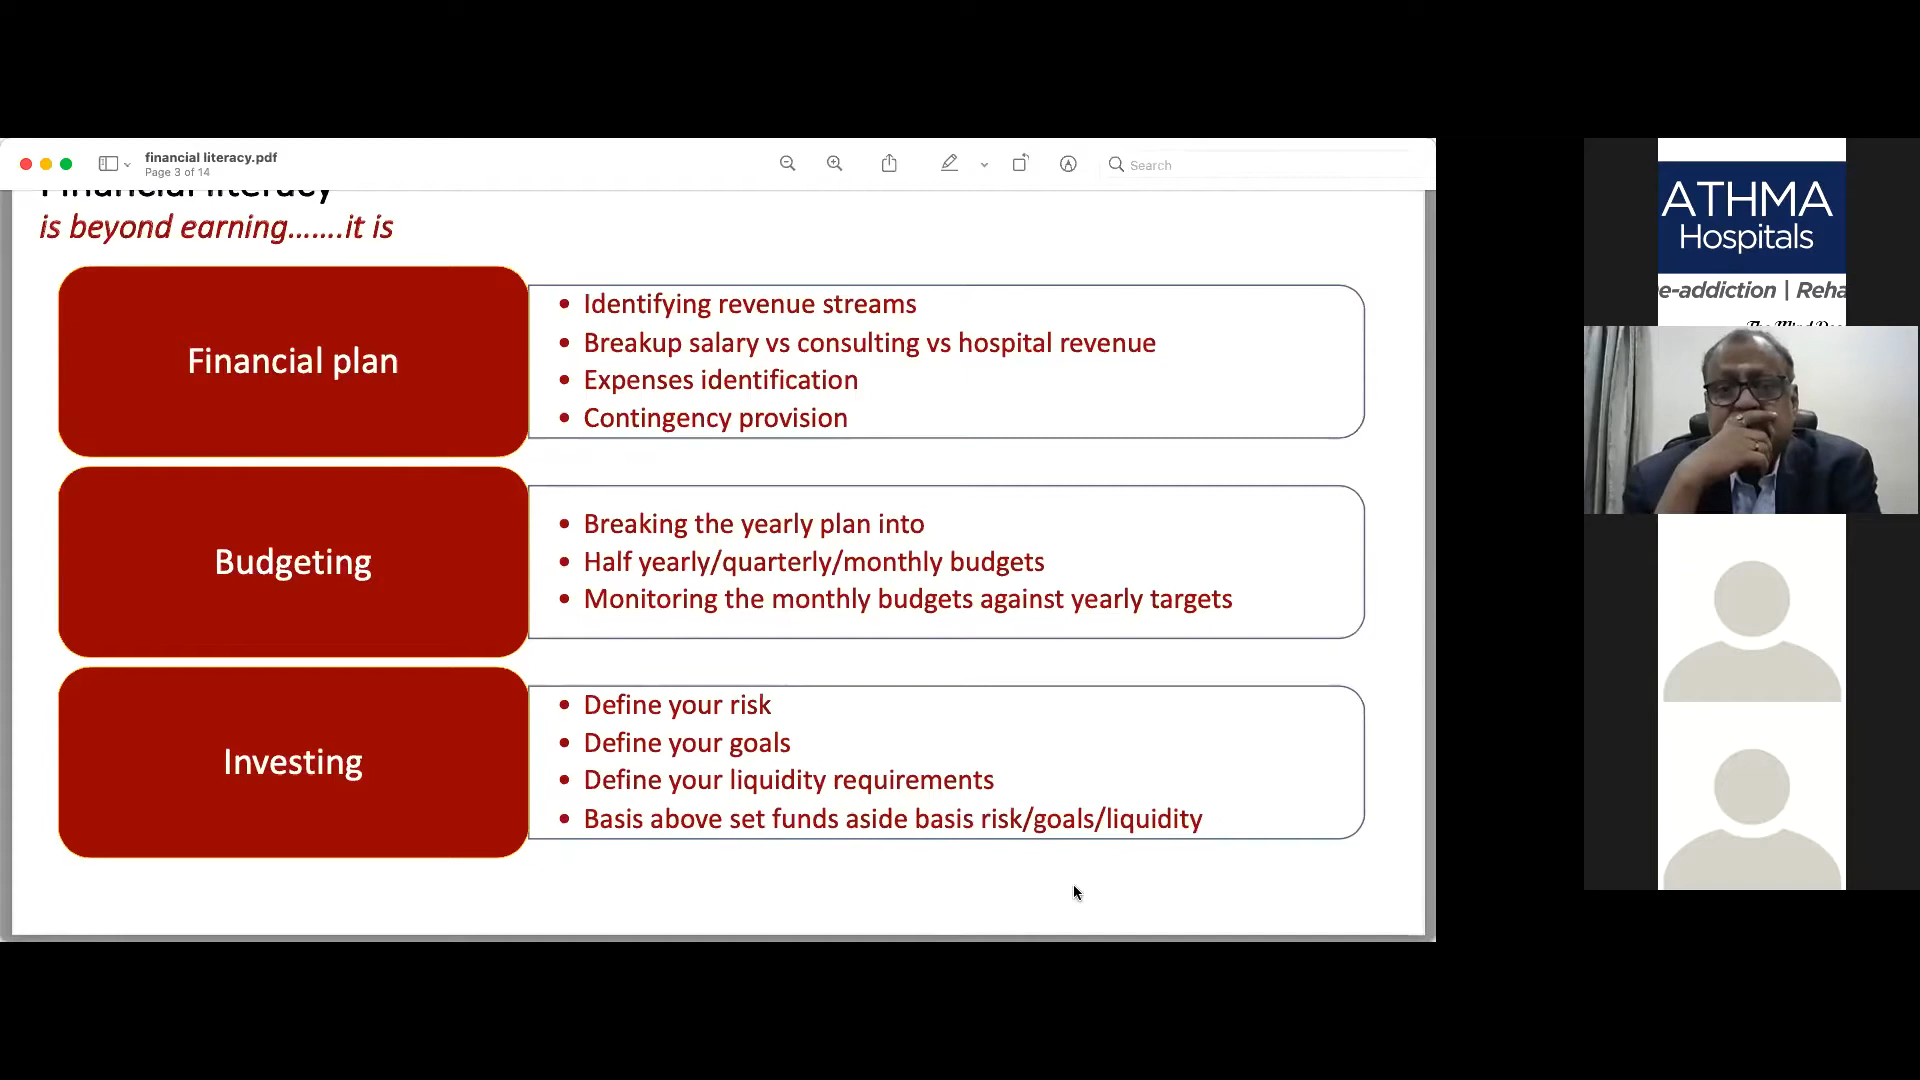 financial literacy.pdf
Page 3 of 14
Search
Financial literacy
is beyond earning.......it is
Financial plan
• Identifying revenue streams
• Breakup salary vs consulting vs hospital revenue
• Expenses identification
• Contingency provision
Budgeting
• Breaking the yearly plan into
• Half yearly/quarterly/monthly budgets
• Monitoring the monthly budgets against yearly targets
Investing
• Define your risk
• Define your goals
• Define your liquidity requirements
• Basis above set funds aside basis risk/goals/liquidity
ATHMA
Hospitals
e-addiction | Reha